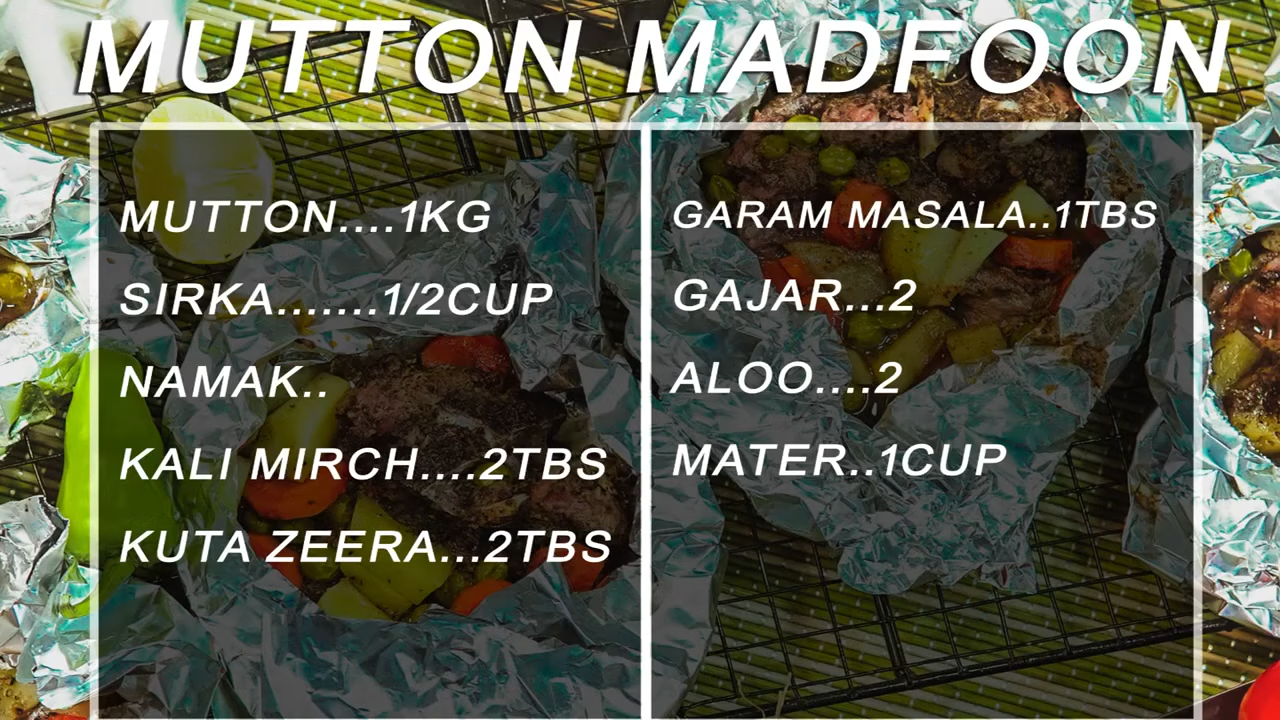 MUTTON MADFOON
MUTTON....1KG
SIRKA.......1/2CUP
NAMAK..
KALI MIRCH....2TBS
KUTA ZEERA...2TBS
GARAM MASALA..1TBS
GAJAR...2
ALOO....2
MATER..1CUP